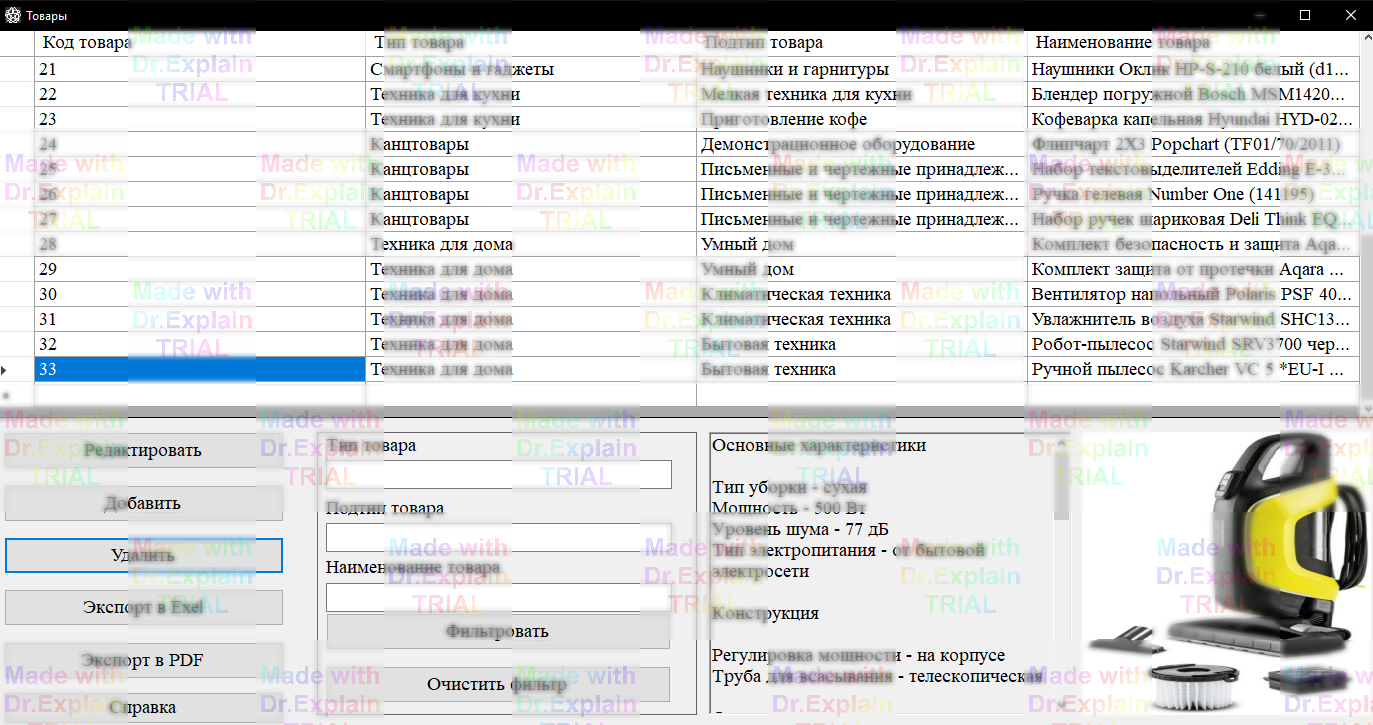 Товары
Код товара Тип товара Подтип товара Наименование товара
21 Смартфоны и гаджеты Наушники и гарнитуры Наушники Оклик HP-S-210 белый (d1...
22 Техника для кухни Мелкая техника для кухни Блендер погружной Bosch MSM1420...
23 Техника для кухни Приготовление кофе Кофеварка капельная Hyundai HYD-02...
24 Канцтовары Демонстрационное оборудование Флипчарт 2X3 Popchart (TF01/70/2011)
25 Канцтовары Письменные и чертежные принадлеж... Набор текстовыделителей Edding E-3...
26 Канцтовары Письменные и чертежные принадлеж... Ручка гелевая Number One (141195)
27 Канцтовары Письменные и чертежные принадлеж... Набор ручек шариковая Deli Think EQ...
28 Техника для дома Умный дом Комплект безопасность и защита Aqa...
29 Техника для дома Умный дом Комплект защита от протечки Aqara ...
30 Техника для дома Климатическая техника Вентилятор напольный Polaris PSF 40...
31 Техника для дома Климатическая техника Увлажнитель воздуха Starwind SHC13...
32 Техника для дома Бытовая техника Робот-пылесос Starwind SRV3700 чер...
33 Техника для дома Бытовая техника Ручной пылесос Karcher VC 5 *EU-I ...
Редактировать
Добавить
Удалить
Экспорт в Exel
Экспорт в PDF
Справка
Тип товара
Подтип товара
Наименование товара
Фильтровать
Очистить фильтр
Основные характеристики
Тип уборки - сухая
Мощность - 500 Вт
Уровень шума - 77 дБ
Тип электропитания - от бытовой
электросети
Конструкция
Регулировка мощности - на корпусе
Труба для всасывания - телескопическая
Made with
Dr.Explain
TRIAL